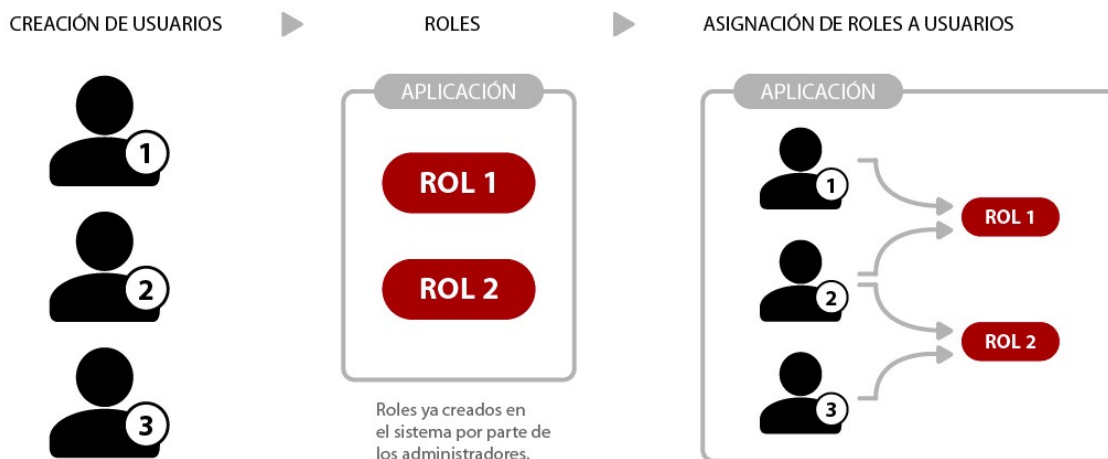 CREACIÓN DE USUARIOS
ROLES
ASIGNACIÓN DE ROLES A USUARIOS
1
2
3
APLICACIÓN
ROL 1
ROL 2
Roles ya creados en
el sistema por parte de
los administradores.
APLICACIÓN
1
2
3
ROL 1
ROL 2